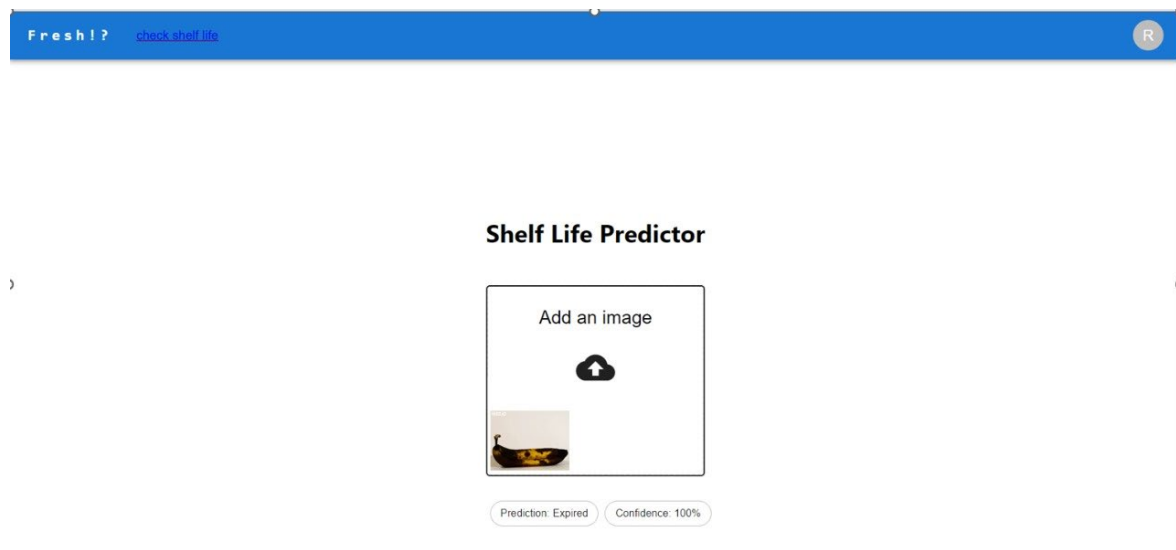 Fresh!? check shelf life R
Shelf Life Predictor
Add an image
Prediction: Expired Confidence: 100%